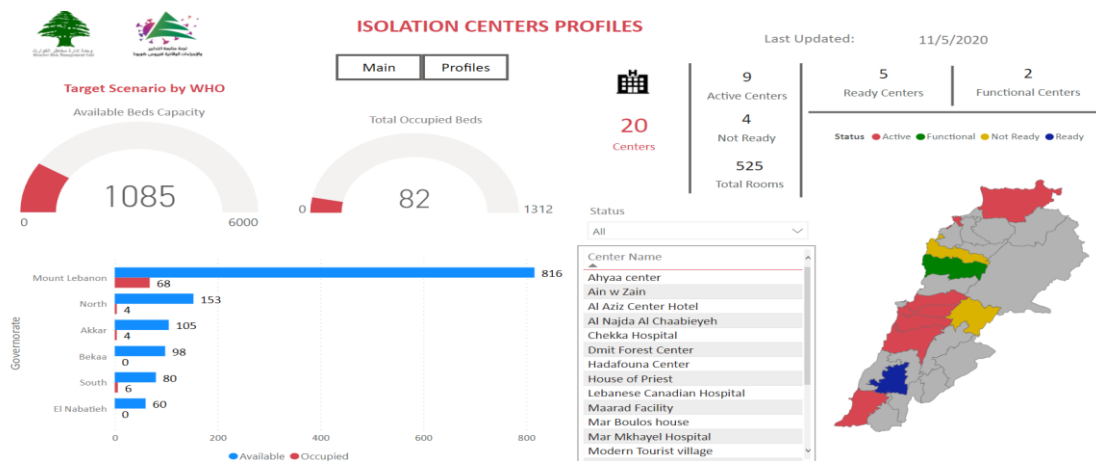 ISOLATION CENTERS PROFILES
Last Updated: 11/5/2020
Main
Profiles
Target Scenario by WHO
Available Beds Capacity
1085
0
6000
Total Occupied Beds
82
0
1312
20
Centers
9
Active Centers
4
Not Ready
525
Total Rooms
5
Ready Centers
2
Functional Centers
Status Active Functional Not Ready Ready
Status
All
Center Name
Ahyaa center
Ain w Zain
Al Aziz Center Hotel
Al Najda Al Chaabieyeh
Chekka Hospital
Dmit Forest Center
Hadafouna Center
House of Priest
Lebanese Canadian Hospital
Maarad Facility
Mar Boulos house
Mar Mkhayel Hospital
Modern Tourist village
Governorate
Mount Lebanon 816
68
North 153
4
Akkar 105
4
Bekaa 98
0
South 80
6
El Nabatieh 60
0
0 200 400 600 800
Available Occupied